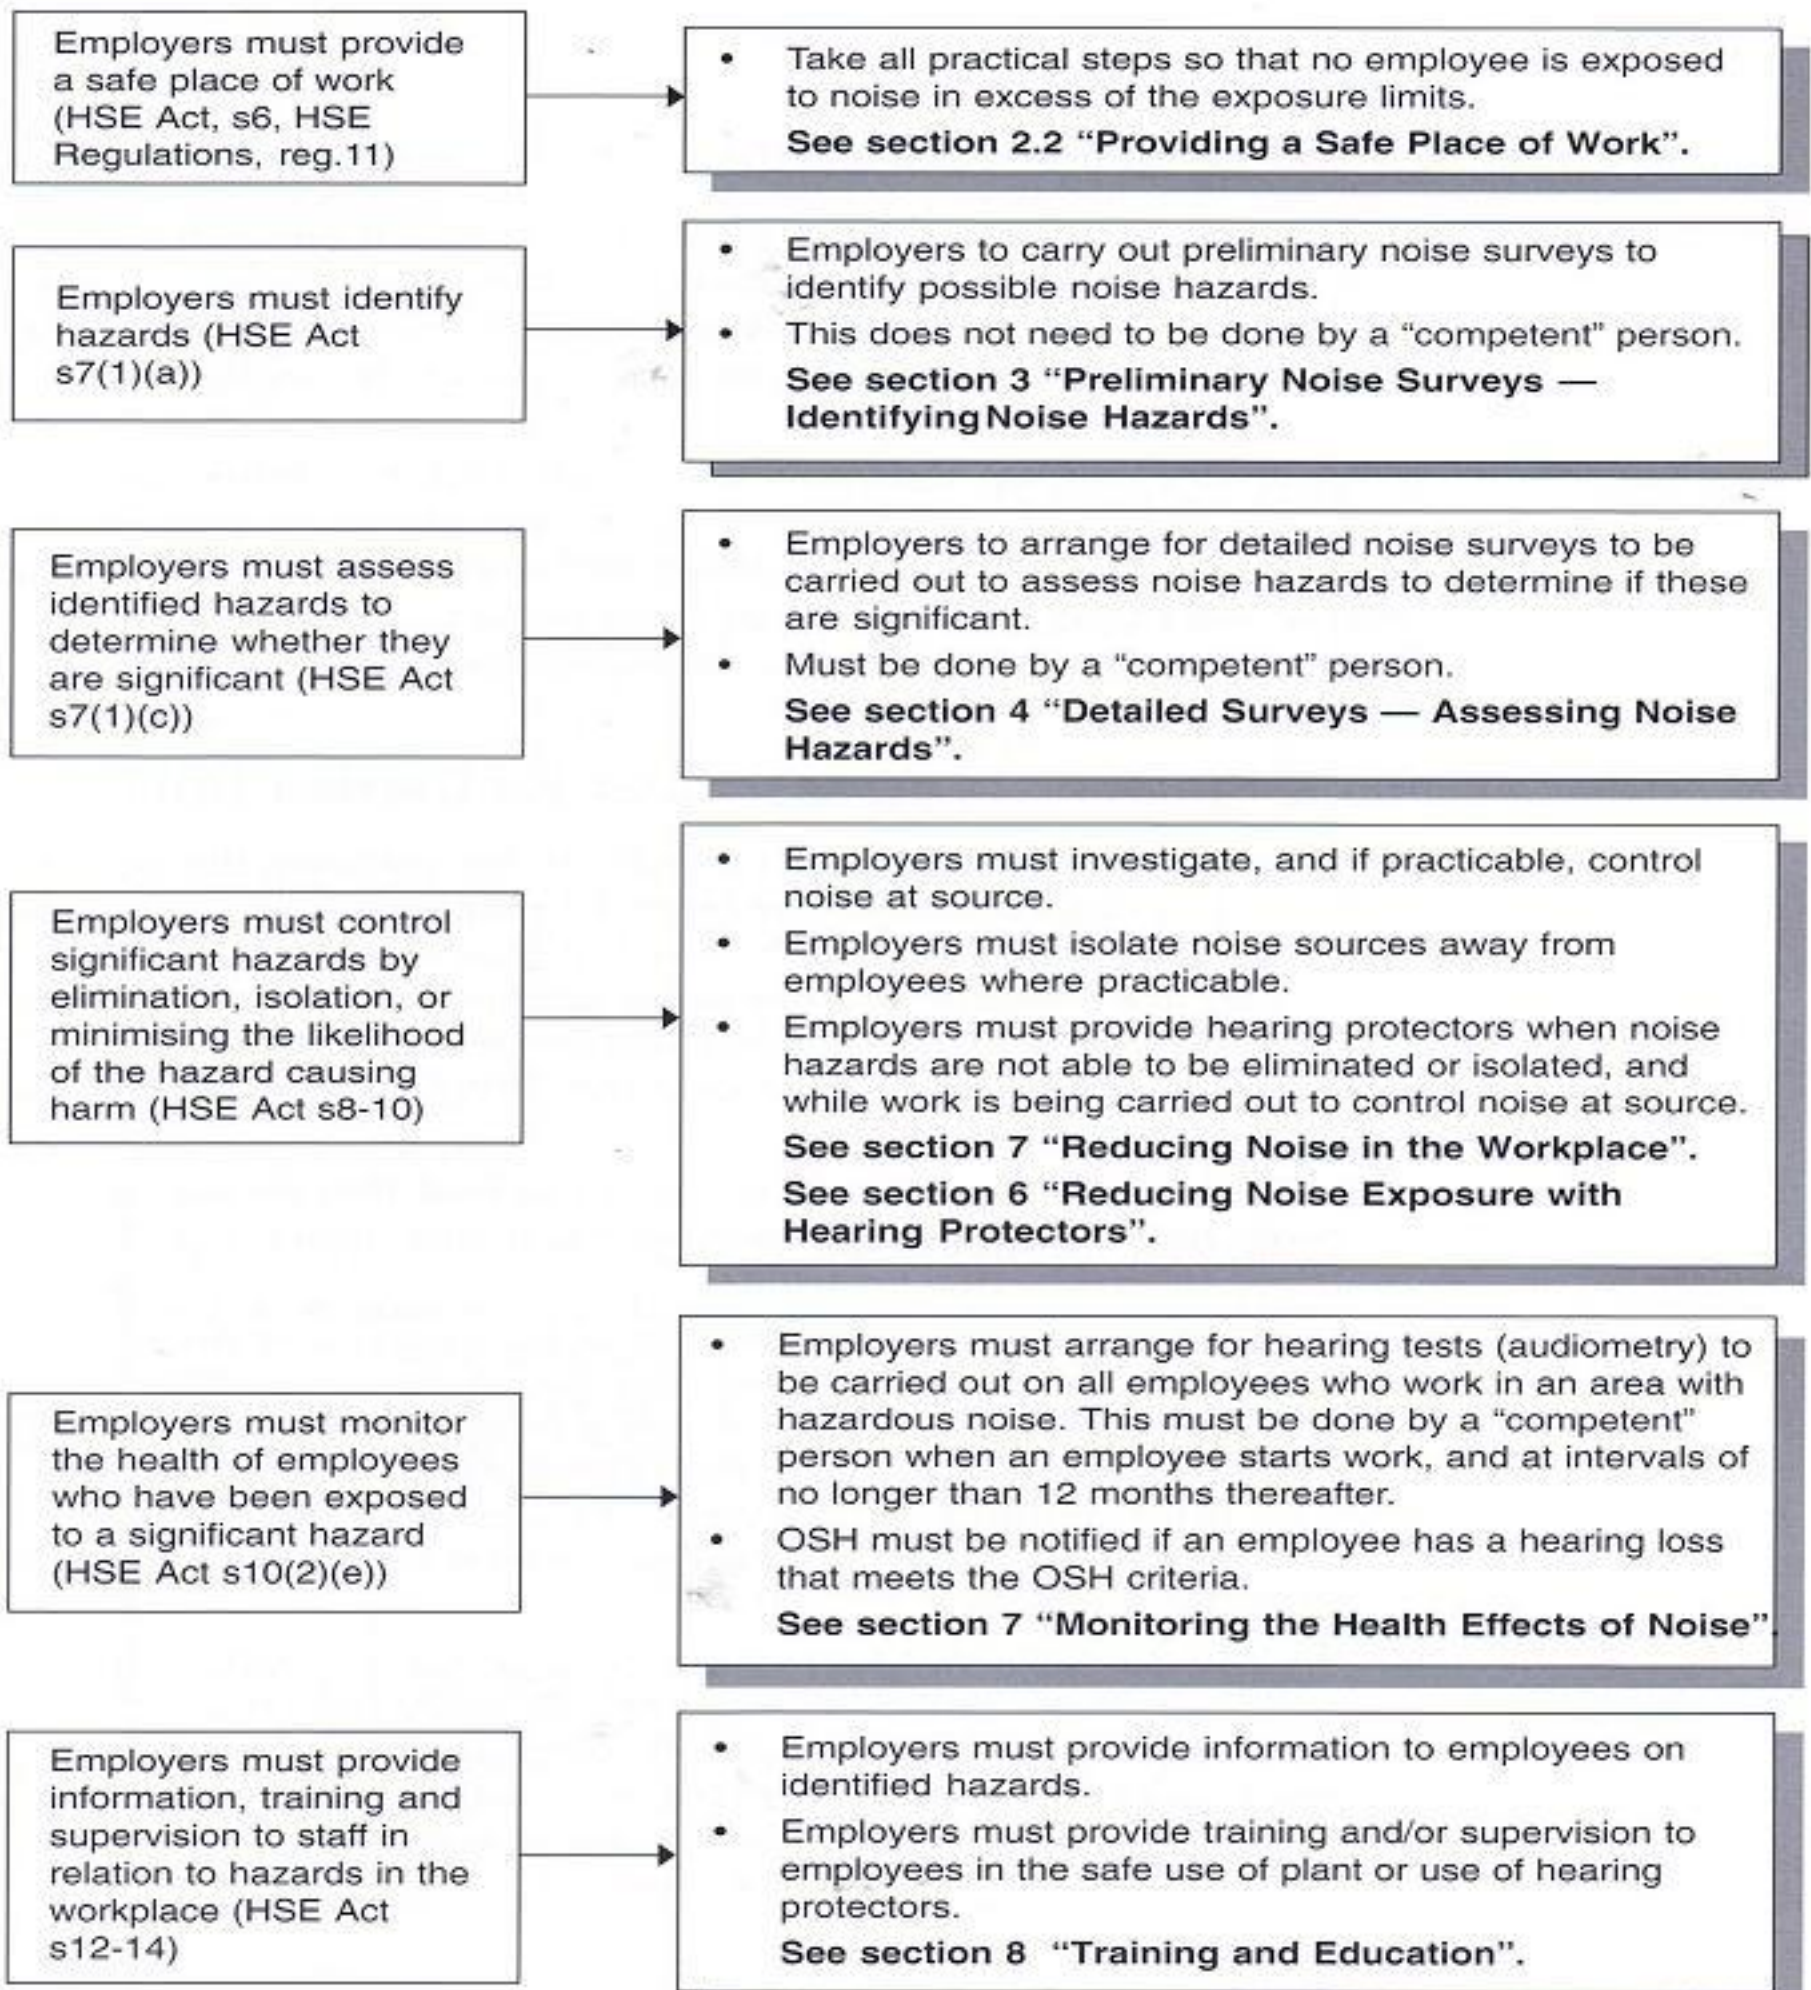 Employers must provide
a safe place of work
(HSE Act, s6, HSE
Regulations, reg.11)
• Take all practical steps so that no employee is exposed
to noise in excess of the exposure limits.
See section 2.2 “Providing a Safe Place of Work”.
Employers must identify
hazards (HSE Act
s7(1)(a))
• Employers to carry out preliminary noise surveys to
identify possible noise hazards.
• This does not need to be done by a “competent” person.
See section 3 “Preliminary Noise Surveys —
Identifying Noise Hazards”.
Employers must assess
identified hazards to
determine whether they
are significant (HSE Act
s7(1)(c))
• Employers to arrange for detailed noise surveys to be
carried out to assess noise hazards to determine if these
are significant.
• Must be done by a “competent” person.
See section 4 “Detailed Surveys — Assessing Noise
Hazards”.
Employers must control
significant hazards by
elimination, isolation, or
minimising the likelihood
of the hazard causing
harm (HSE Act s8-10)
• Employers must investigate, and if practicable, control
noise at source.
• Employers must isolate noise sources away from
employees where practicable.
• Employers must provide hearing protectors when noise
hazards are not able to be eliminated or isolated, and
while work is being carried out to control noise at source.
See section 7 “Reducing Noise in the Workplace”.
See section 6 “Reducing Noise Exposure with
Hearing Protectors”.
Employers must monitor
the health of employees
who have been exposed
to a significant hazard
(HSE Act s10(2)(e))
• Employers must arrange for hearing tests (audiometry) to
be carried out on all employees who work in an area with
hazardous noise. This must be done by a “competent”
person when an employee starts work, and at intervals of
no longer than 12 months thereafter.
• OSH must be notified if an employee has a hearing loss
that meets the OSH criteria.
See section 7 “Monitoring the Health Effects of Noise”.
Employers must provide
information, training and
supervision to staff in
relation to hazards in the
workplace (HSE Act
s12-14)
• Employers must provide information to employees on
identified hazards.
• Employers must provide training and/or supervision to
employees in the safe use of plant or use of hearing
protectors.
See section 8 “Training and Education”.